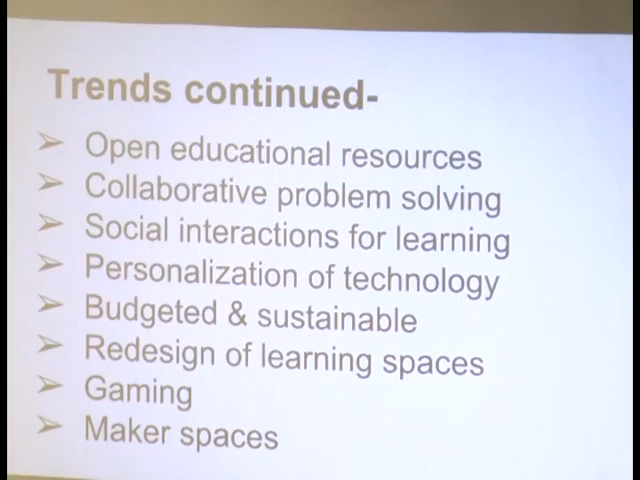 Trends continued-
➢ Open educational resources
➢ Collaborative problem solving
➢ Social interactions for learning
➢ Personalization of technology
➢ Budgeted & sustainable
➢ Redesign of learning spaces
➢ Gaming
➢ Maker spaces